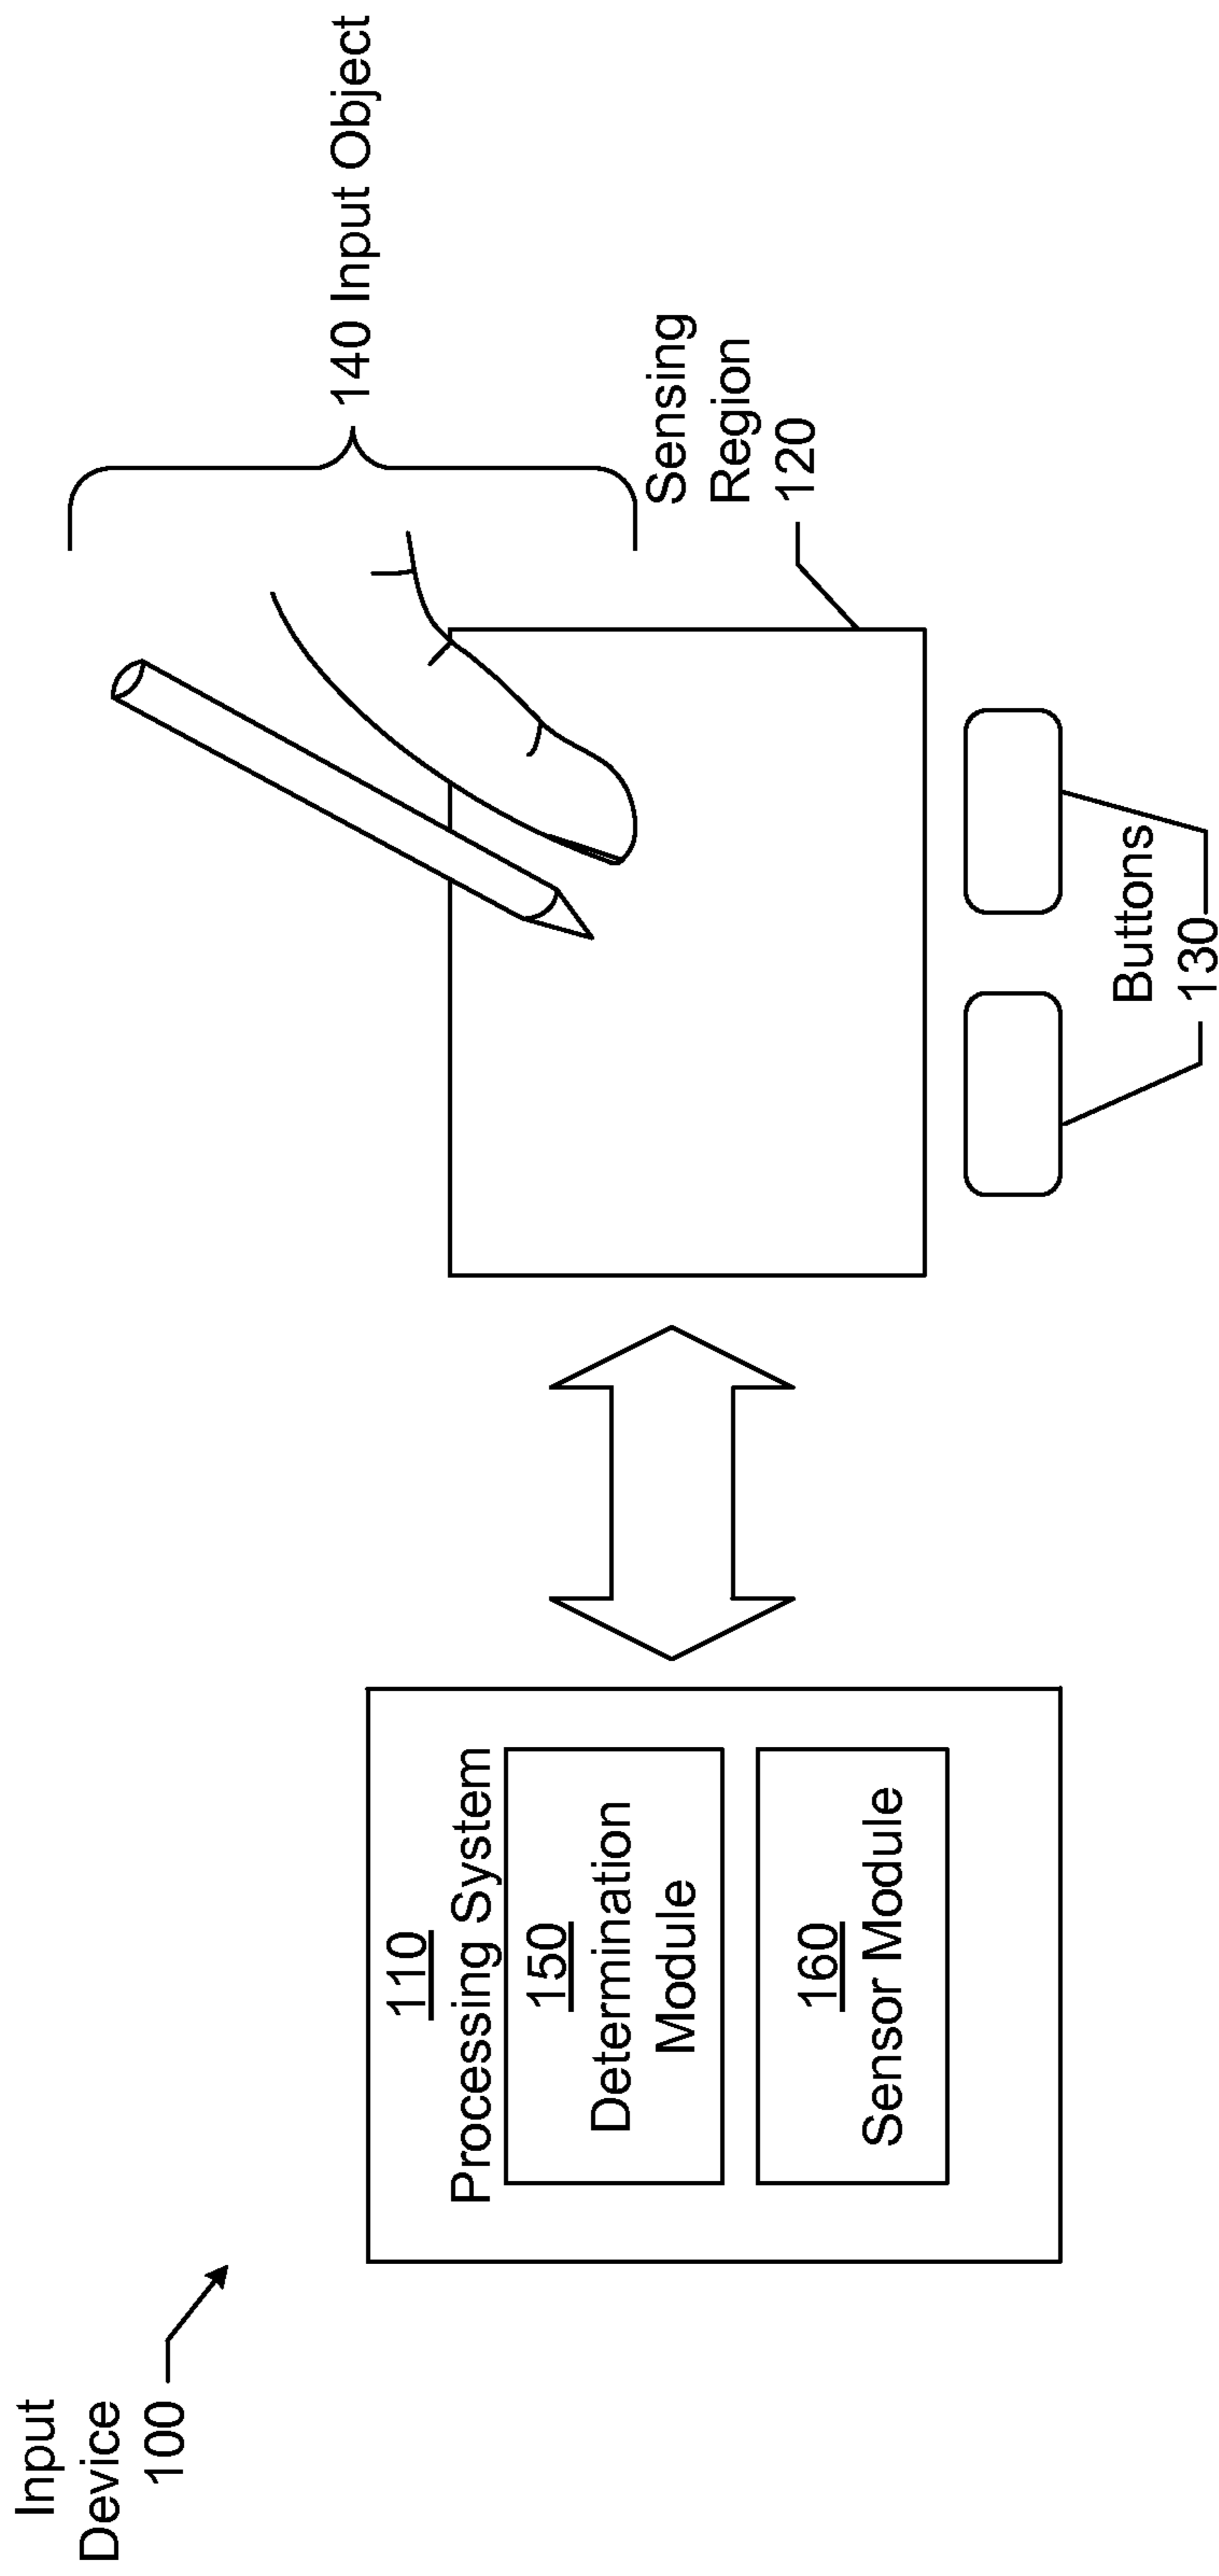 Input
Device
100
110
Processing System
150
Determination
Module
160
Sensor Module
140 Input Object
Sensing
Region
120
Buttons
130